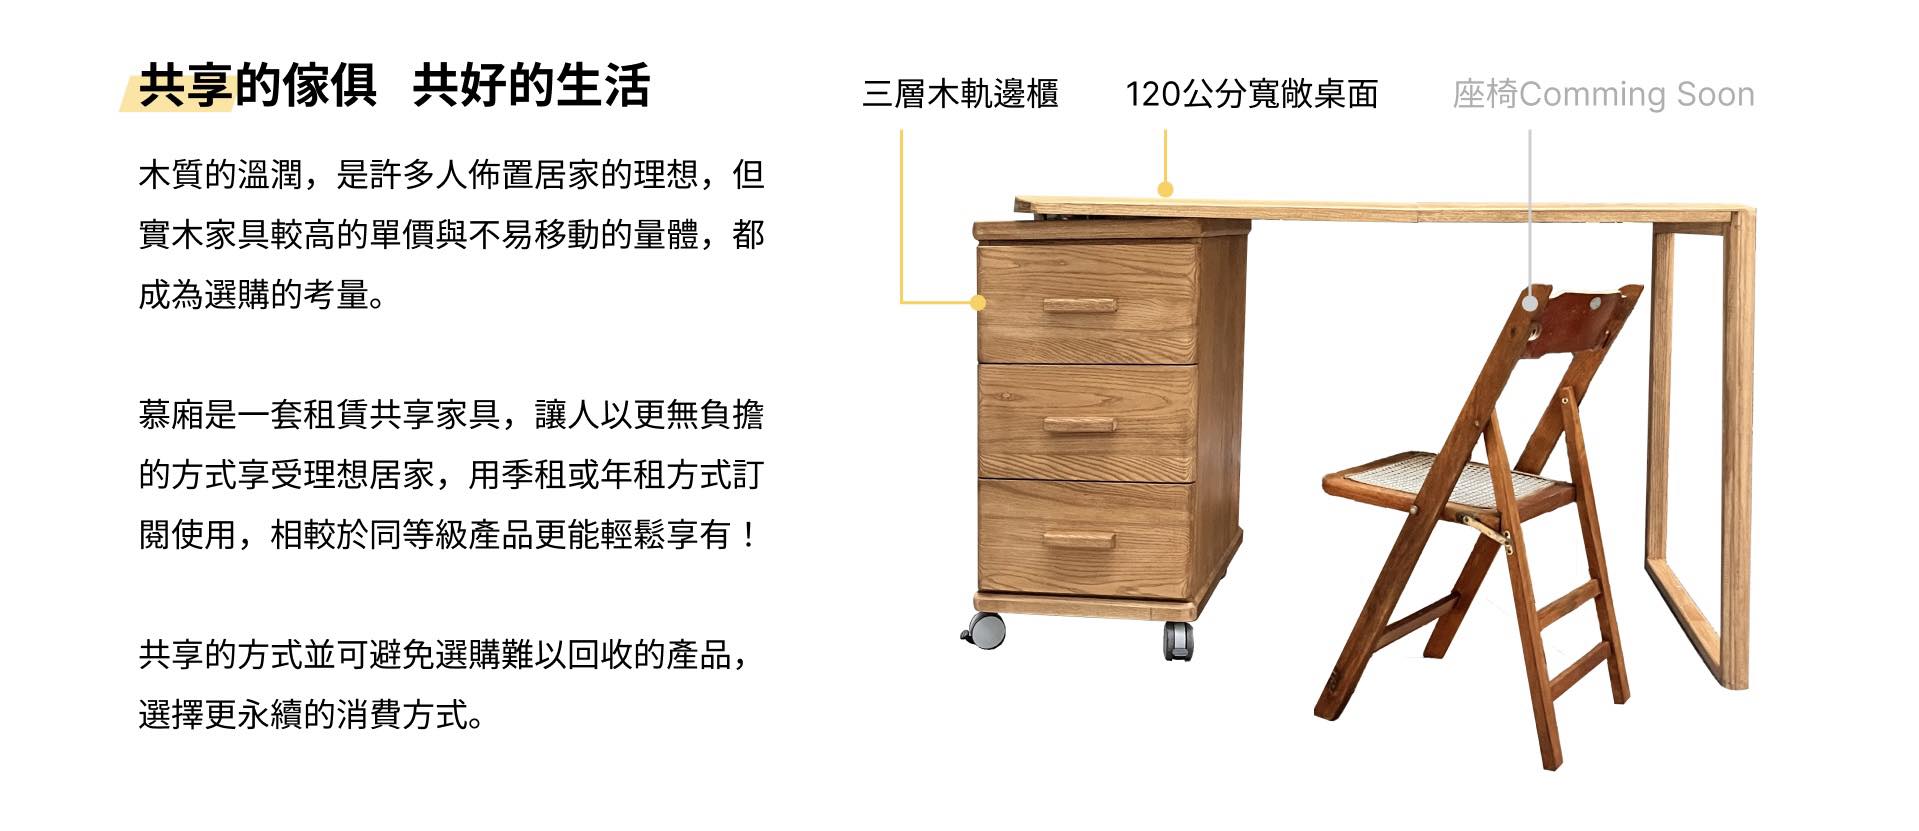 共享的傢俱 共好的生活
木質的溫潤，是許多人佈置居家的理想，但
實木家具較高的單價與不易移動的量體，都
成為選購的考量。
慕廂是一套租賃共享家具，讓人以更無負擔
的方式享受理想居家，用季租或年租方式訂
閱使用，相較於同等級產品更能輕鬆享有！
共享的方式並可避免選購難以回收的產品，
選擇更永續的消費方式。
三層木軌邊櫃
120公分寬敞桌面
座椅Comming Soon